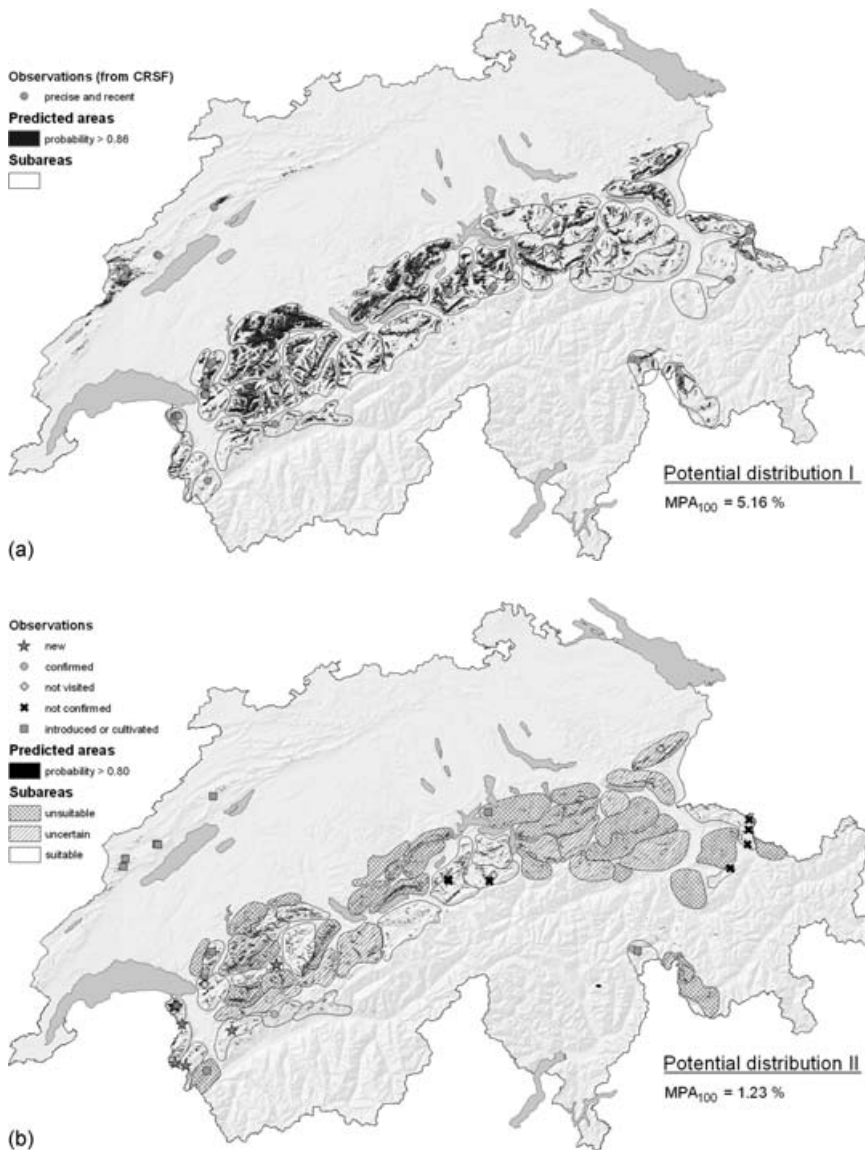 Observations (from CRSF)
precise and recent
Predicted areas
probability > 0.86
Subareas
Potential distribution I
MPA₁₀₀ = 5.16 %
(a)
Observations
new
confirmed
not visited
not confirmed
introduced or cultivated
Predicted areas
probability > 0.80
Subareas
unsuitable
uncertain
suitable
Potential distribution II
MPA₁₀₀ = 1.23 %
(b)